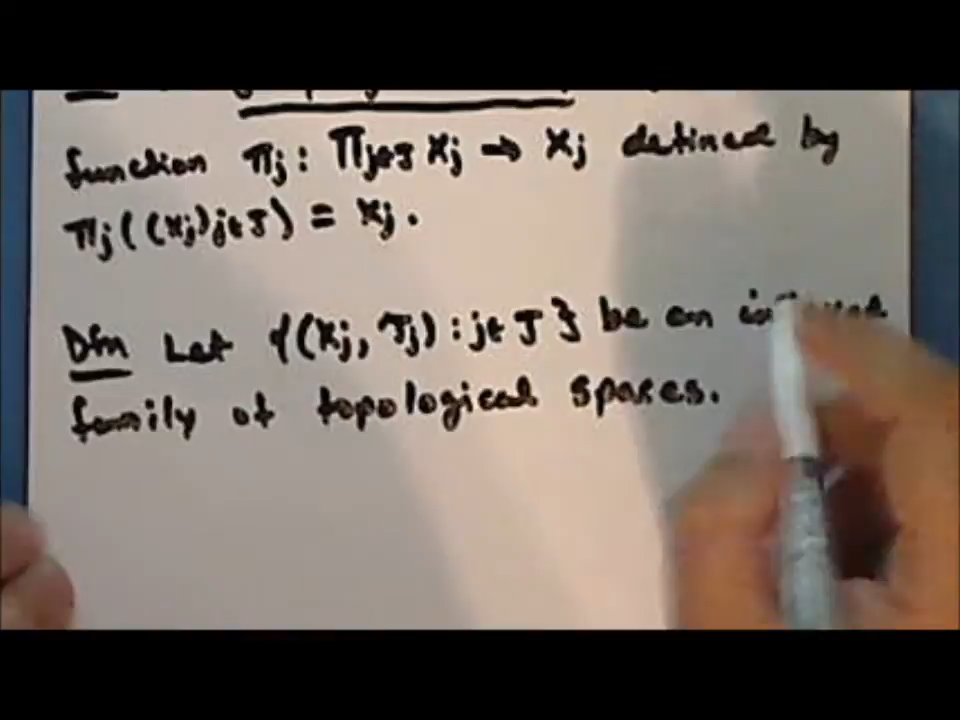 function πj : Πj∈J Xj → Xj defined by
πj((xj)j∈J) = xj.
Dfn Let {(Xj, Tj) : j∈J} be an
family of topological spaces.